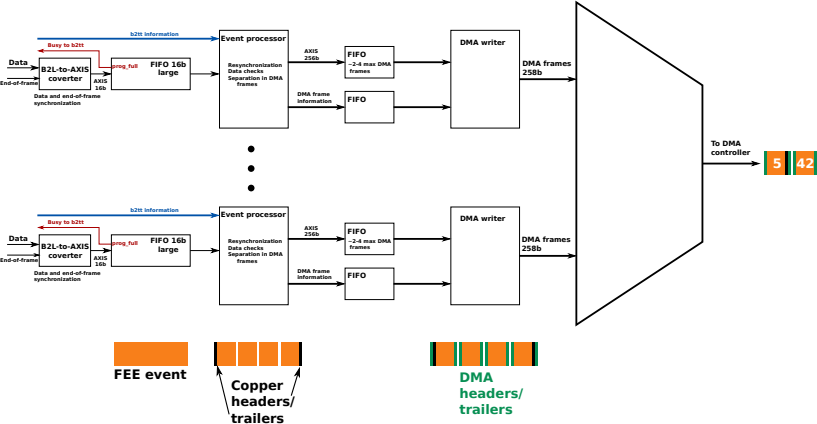 b2tt information
Busy to b2tt
Data
End-of-frame
B2L-to-AXIS
coverter
Data and end-of-frame
synchronization
AXIS
16b
prog_full
FIFO 16b
large
Event processor
Resynchronization
Data checks
Separation in DMA
frames
AXIS
256b
DMA frame
information
FIFO
~2-4 max DMA
frames
FIFO
DMA writer
DMA frames
258b
To DMA
controller
5
42
b2tt information
Busy to b2tt
Data
End-of-frame
B2L-to-AXIS
coverter
Data and end-of-frame
synchronization
AXIS
16b
prog_full
FIFO 16b
large
Event processor
Resynchronization
Data checks
Separation in DMA
frames
AXIS
256b
DMA frame
information
FIFO
~2-4 max DMA
frames
FIFO
DMA writer
DMA frames
258b
FEE event
Copper
headers/
trailers
DMA
headers/
trailers